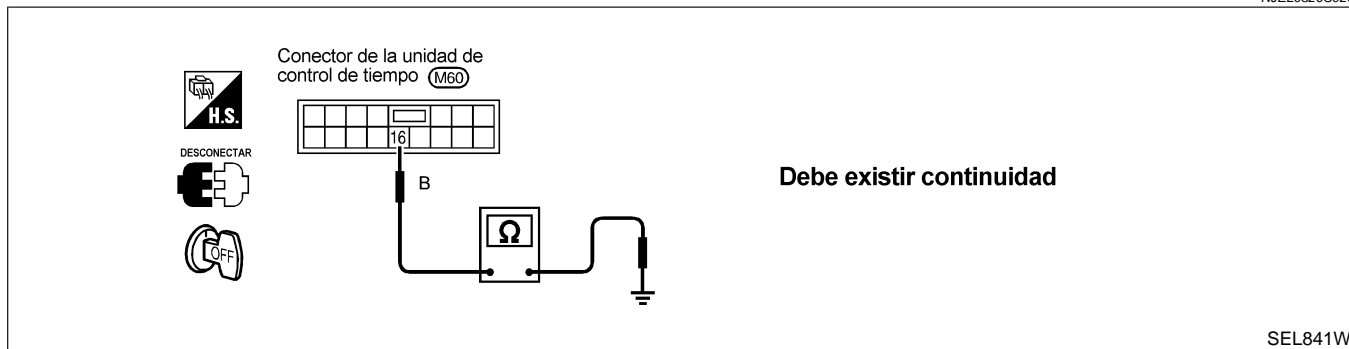 Conector de la unidad de
control de tiempo M60
H.S.
DESCONECTAR
16
B
Ω
OFF
Debe existir continuidad
SEL841W